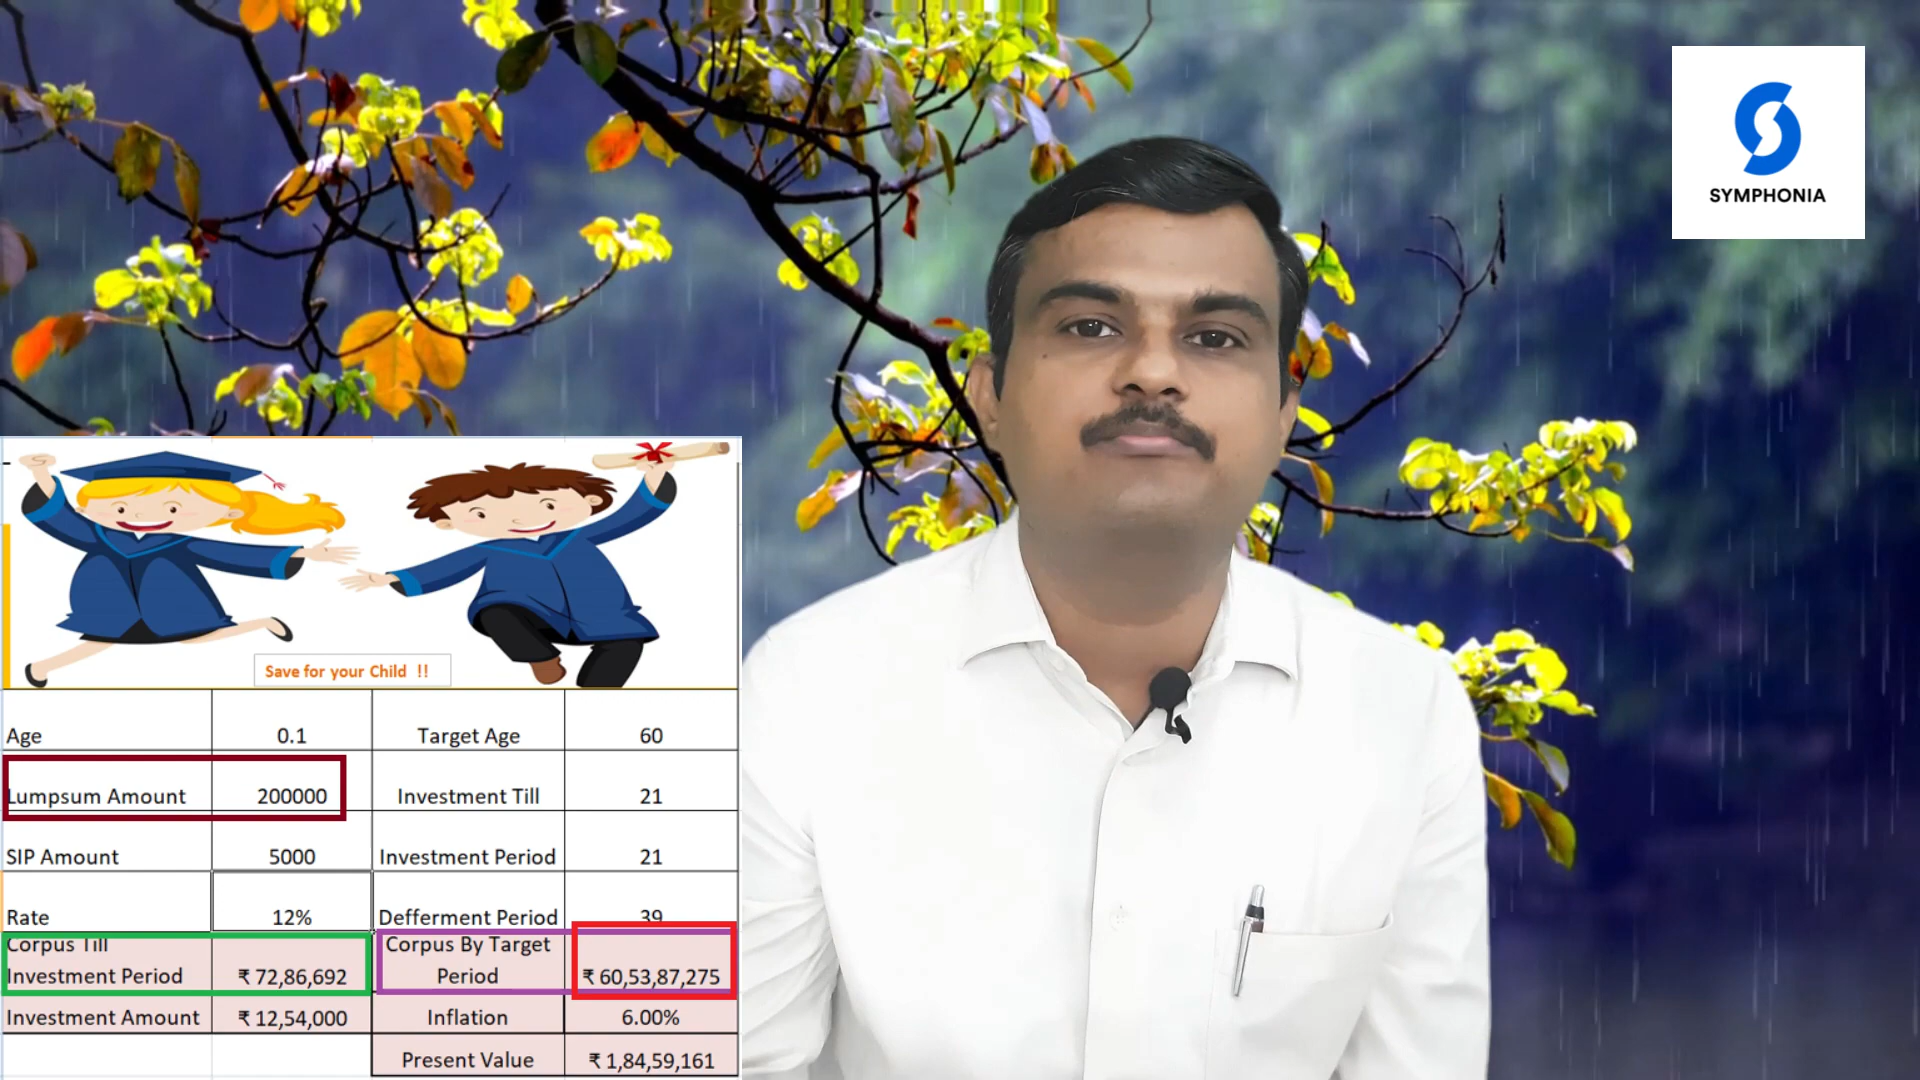 SYMPHONIA
Save for your Child !!
Age 0.1 Target Age 60
Lumpsum Amount 200000 Investment Till 21
SIP Amount 5000 Investment Period 21
Rate 12% Defferment Period 39
Corpus Till
Investment Period ₹ 72,86,692
Corpus By Target
Period ₹ 60,53,87,275
Investment Amount ₹ 12,54,000 Inflation 6.00%
Present Value ₹ 1,84,59,161